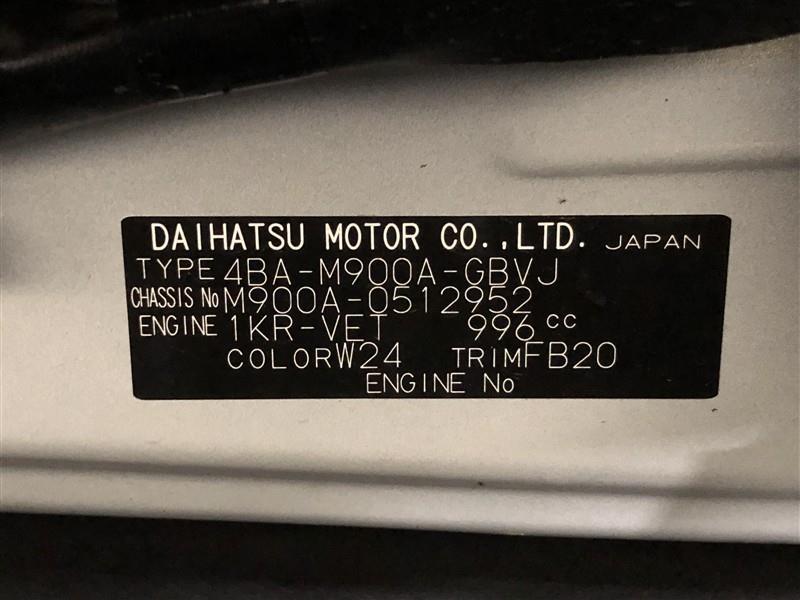 DAIHATSU MOTOR CO.,LTD. JAPAN
TYPE 4BA-M900A-GBVJ
CHASSIS No M900A-0512952
ENGINE 1KR-VET 996 cc
COLOR W24 TRIM FB20
ENGINE No